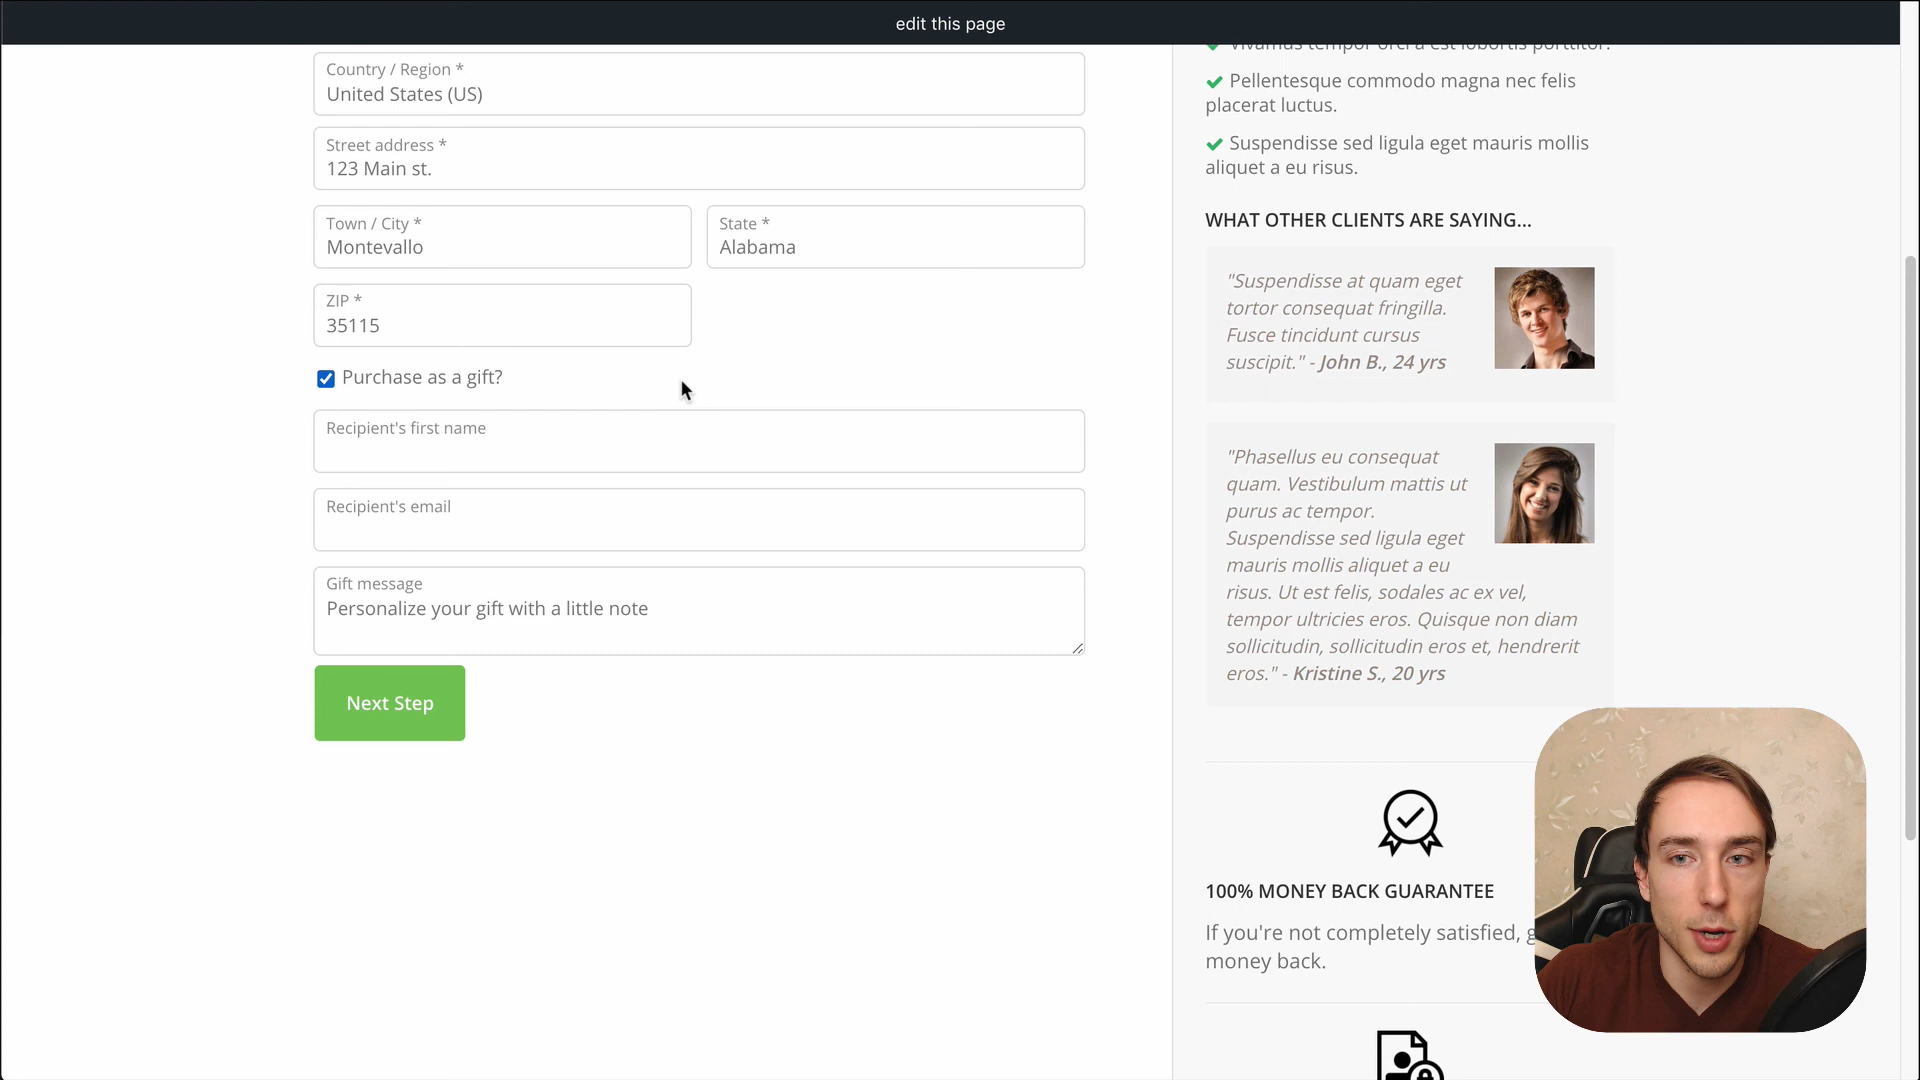 edit this page
Country / Region *
United States (US)
Street address *
123 Main st.
Town / City *
Montevallo
State *
Alabama
ZIP *
35115
Purchase as a gift?
Recipient's first name
Recipient's email
Gift message
Personalize your gift with a little note
Next Step
Vivamus tempor orci a est lobortis porttitor.
Pellentesque commodo magna nec felis
placerat luctus.
Suspendisse sed ligula eget mauris mollis
aliquet a eu risus.
WHAT OTHER CLIENTS ARE SAYING...
"Suspendisse at quam eget
tortor consequat fringilla.
Fusce tincidunt cursus
suscipit." - John B., 24 yrs
"Phasellus eu consequat
quam. Vestibulum mattis ut
purus ac tempor.
Suspendisse sed ligula eget
mauris mollis aliquet a eu
risus. Ut est felis, sodales ac ex vel,
tempor ultricies eros. Quisque non diam
sollicitudin, sollicitudin eros et, hendrerit
eros." - Kristine S., 20 yrs
100% MONEY BACK GUARANTEE
If you're not completely satisfied,
money back.